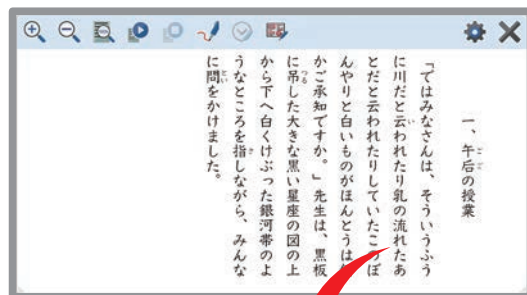 一、午后の授業
「ではみなさんは、そういうふう
に川だと云われたり乳の流れたあ
とだと云われたりしていたこのぼ
んやりと白いものがほんとうは
かご承知ですか。」先生は、黒板
に吊した大きな黒い星座の図の上
から下へ白くけぶった銀河帯のよ
うなところを指しながら、みんな
に問をかけました。